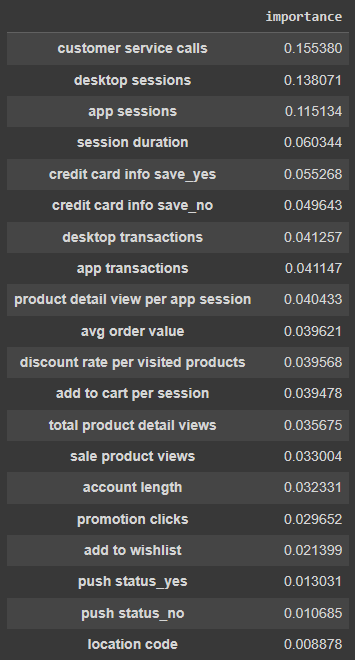 importance
customer service calls 0.155380
desktop sessions 0.138071
app sessions 0.115134
session duration 0.060344
credit card info save_yes 0.055268
credit card info save_no 0.049643
desktop transactions 0.041257
app transactions 0.041147
product detail view per app session 0.040433
avg order value 0.039621
discount rate per visited products 0.039568
add to cart per session 0.039478
total product detail views 0.035675
sale product views 0.033004
account length 0.032331
promotion clicks 0.029652
add to wishlist 0.021399
push status_yes 0.013031
push status_no 0.010685
location code 0.008878